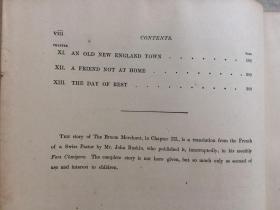 viii CONTENTS.
CHAPTER PAGE
XI. AN OLD NEW ENGLAND TOWN
XII. A FRIEND NOT AT HOME
XIII. THE DAY OF REST
THE story of The Broom Merchant, in Chapter III., is a translation from the French
of a Swiss Pastor by Mr. John Ruskin, who published it, interruptedly, in his monthly
Fors Clavigera. The complete story is not here given, but so much only as seemed of
use and interest to children.